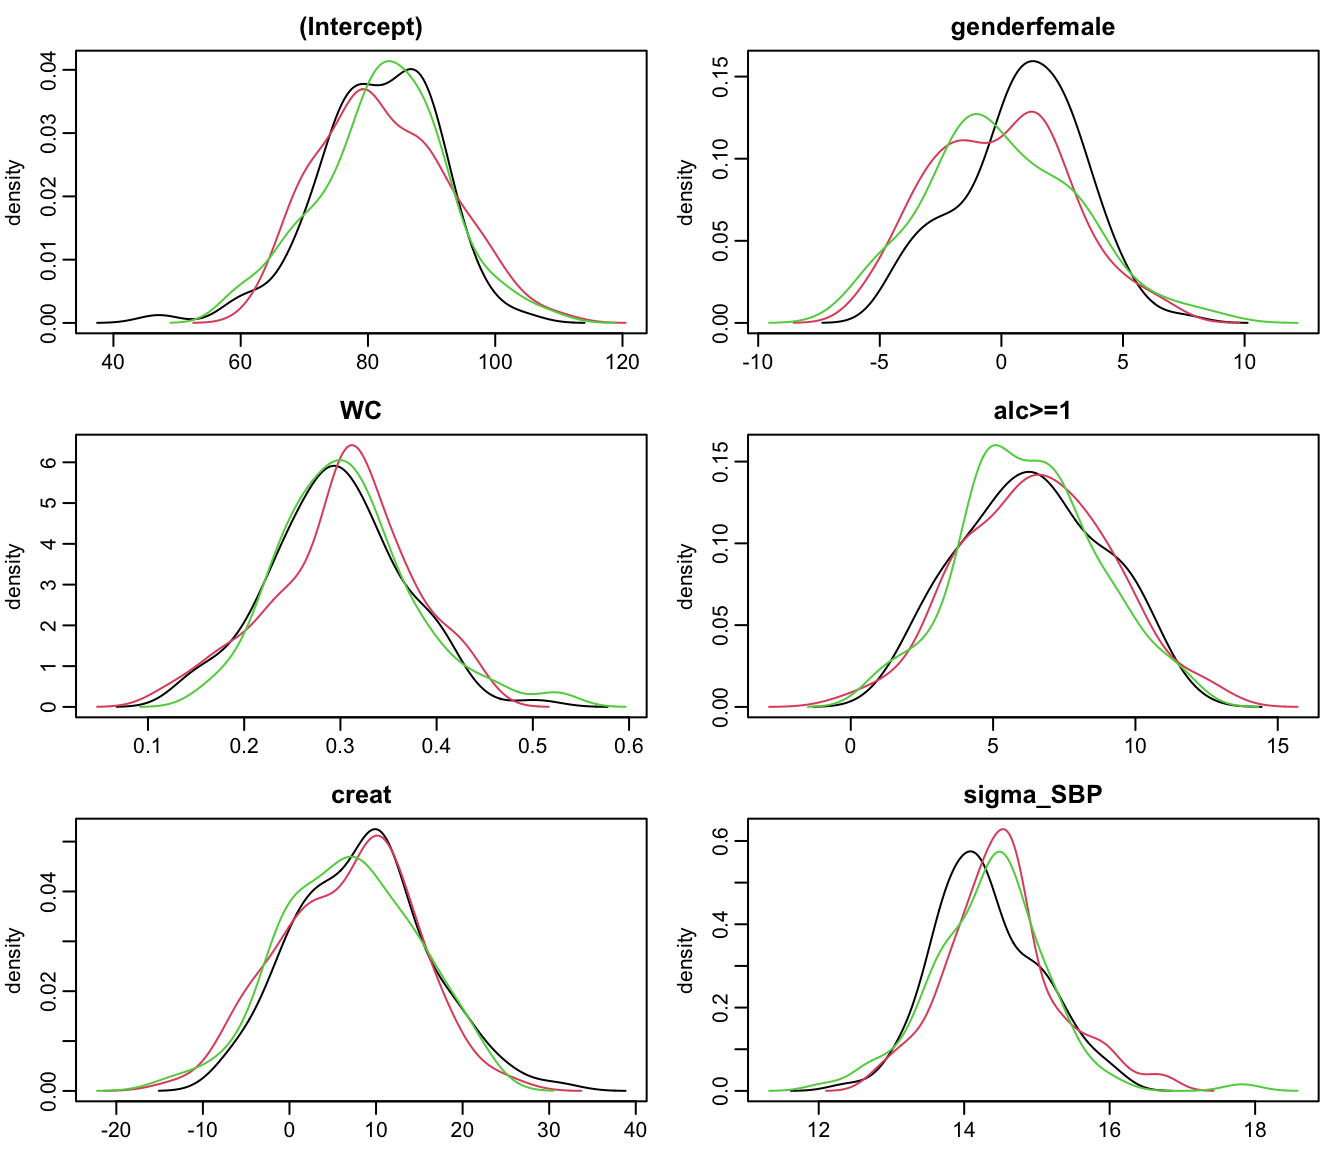 (Intercept)
density
0.00 0.01 0.02 0.03 0.04
40 60 80 100 120
genderfemale
density
0.00 0.05 0.10 0.15
-10 -5 0 5 10
WC
density
0 1 2 3 4 5 6
0.1 0.2 0.3 0.4 0.5 0.6
alc>=1
density
0.00 0.05 0.10 0.15
0 5 10 15
creat
density
0.00 0.02 0.04
-20 -10 0 10 20 30 40
sigma_SBP
density
0.0 0.2 0.4 0.6
12 14 16 18